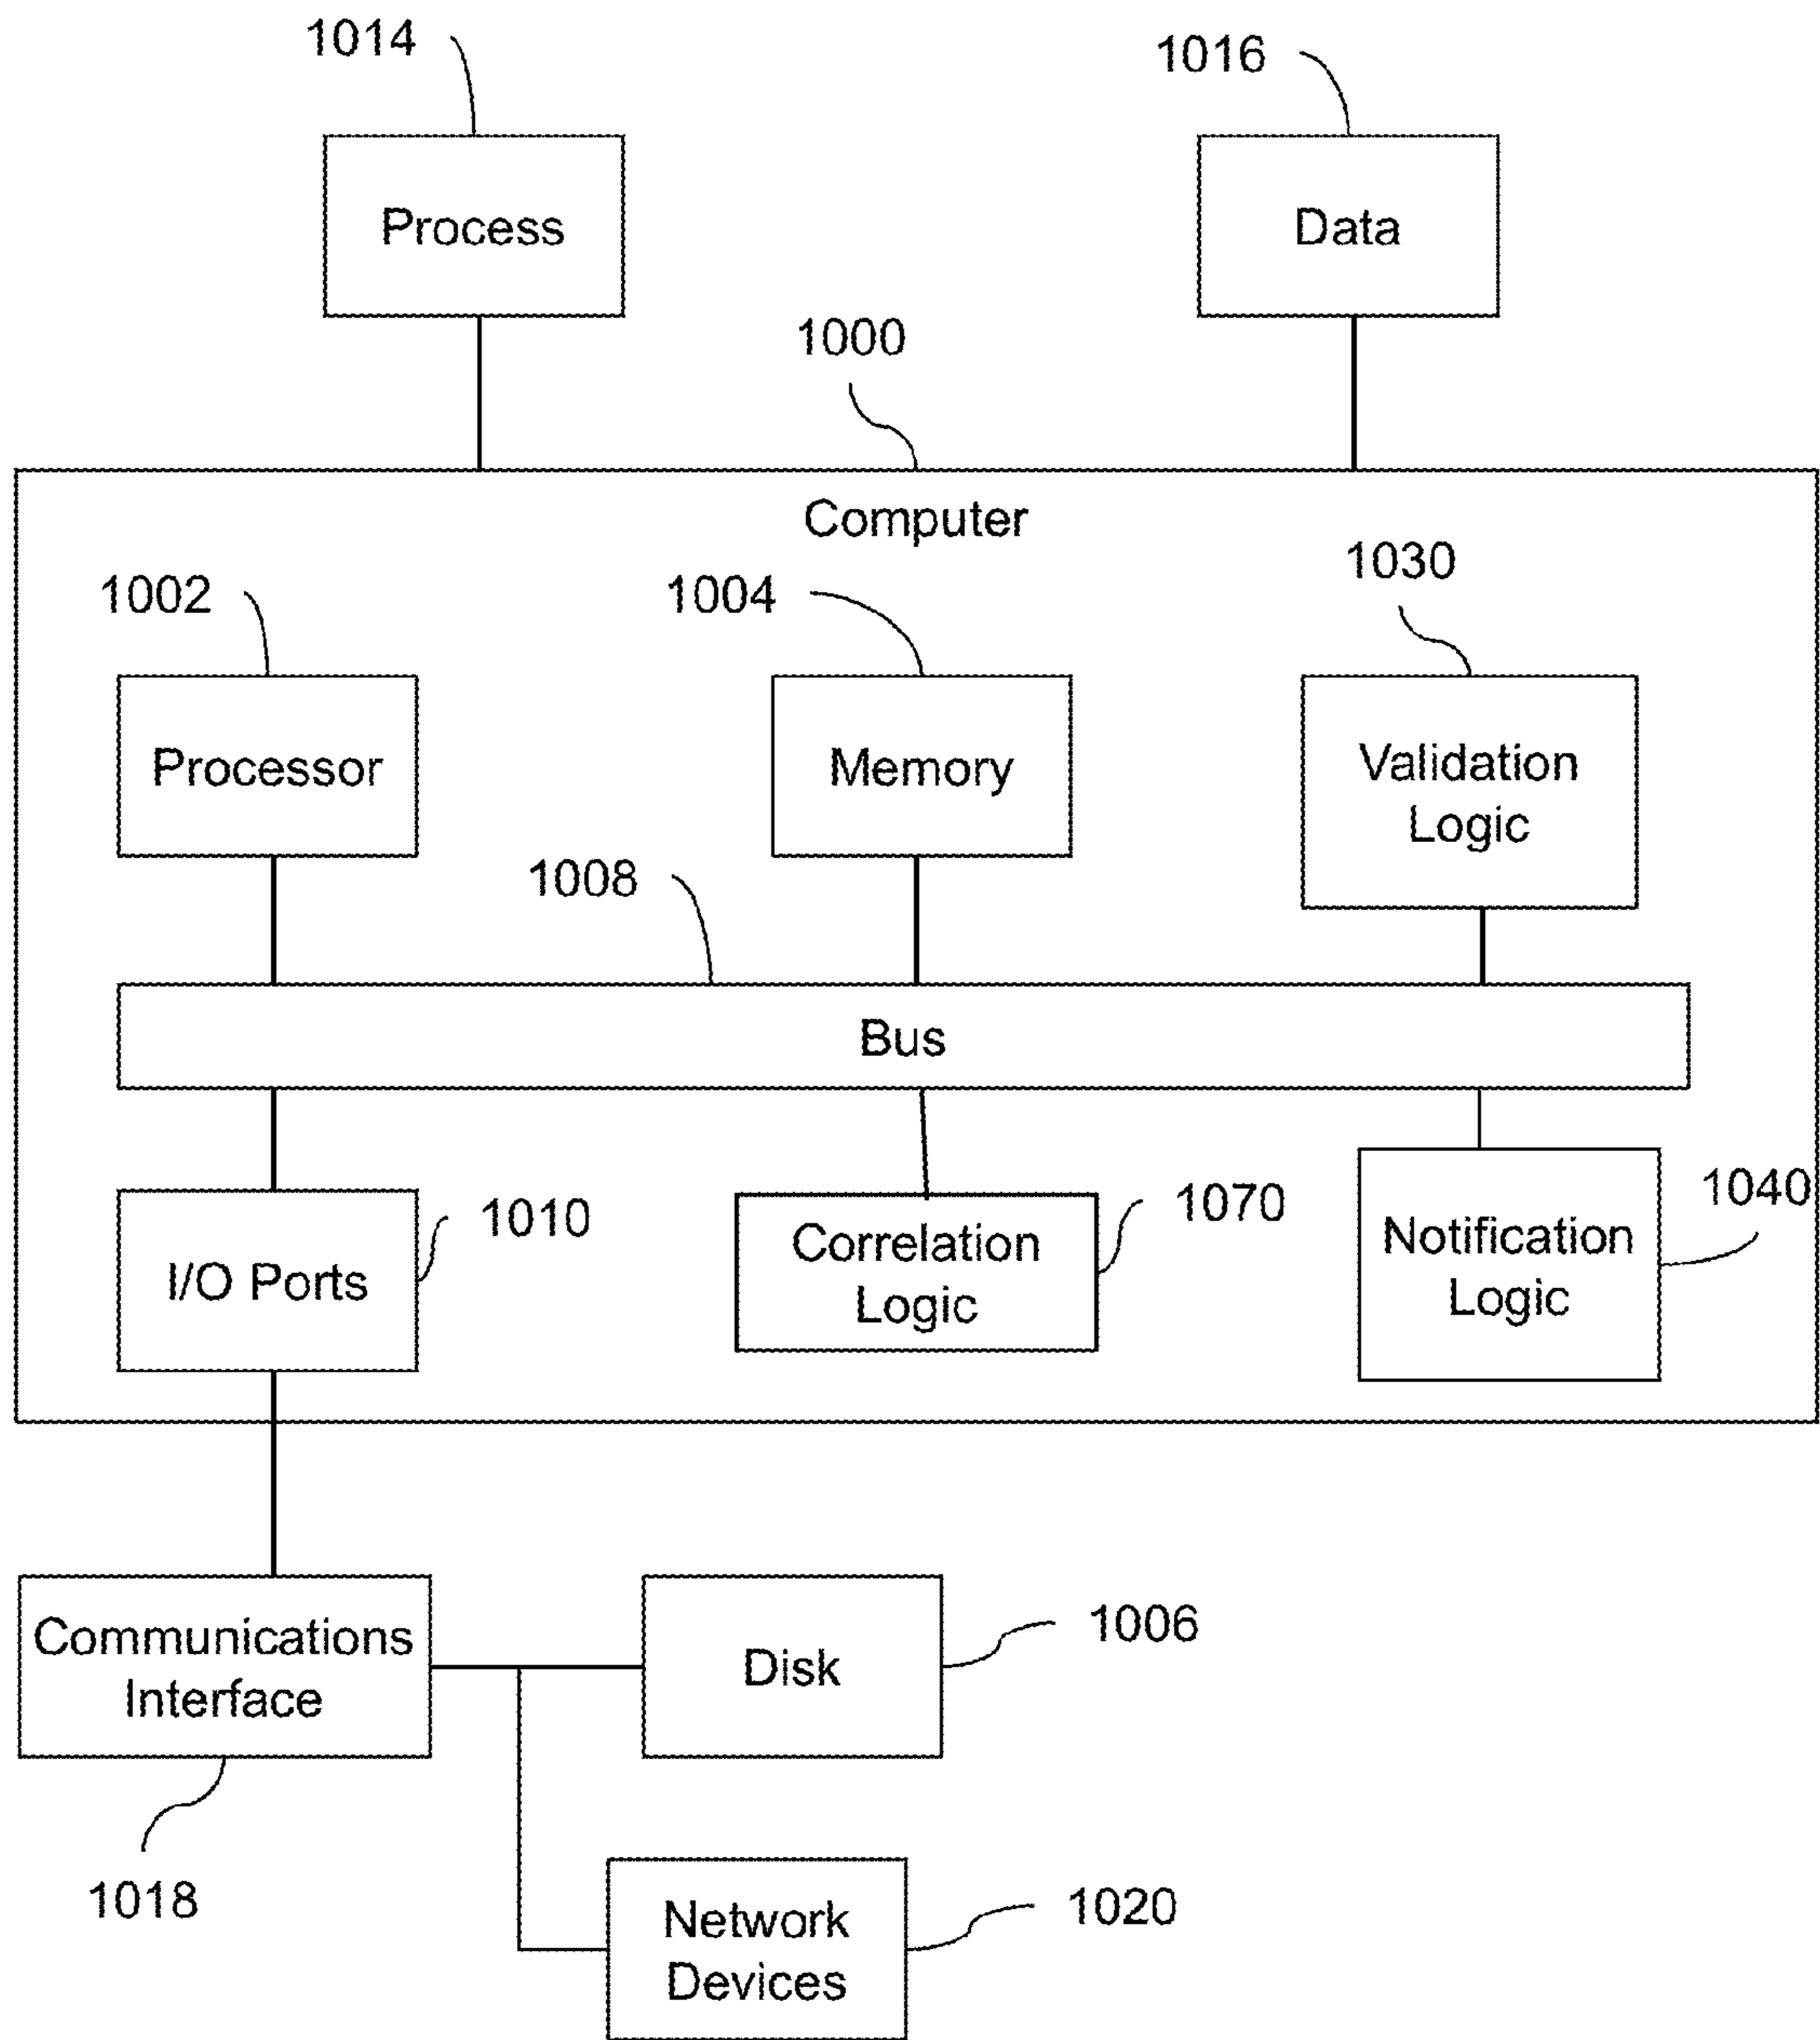 1014
1016
Process
Data
1000
Computer
1002
1004
1030
Processor
Memory
Validation
Logic
1008
Bus
1010
1070
1040
I/O Ports
Correlation
Logic
Notification
Logic
Communications
Interface
Disk
1006
1018
Network
Devices
1020